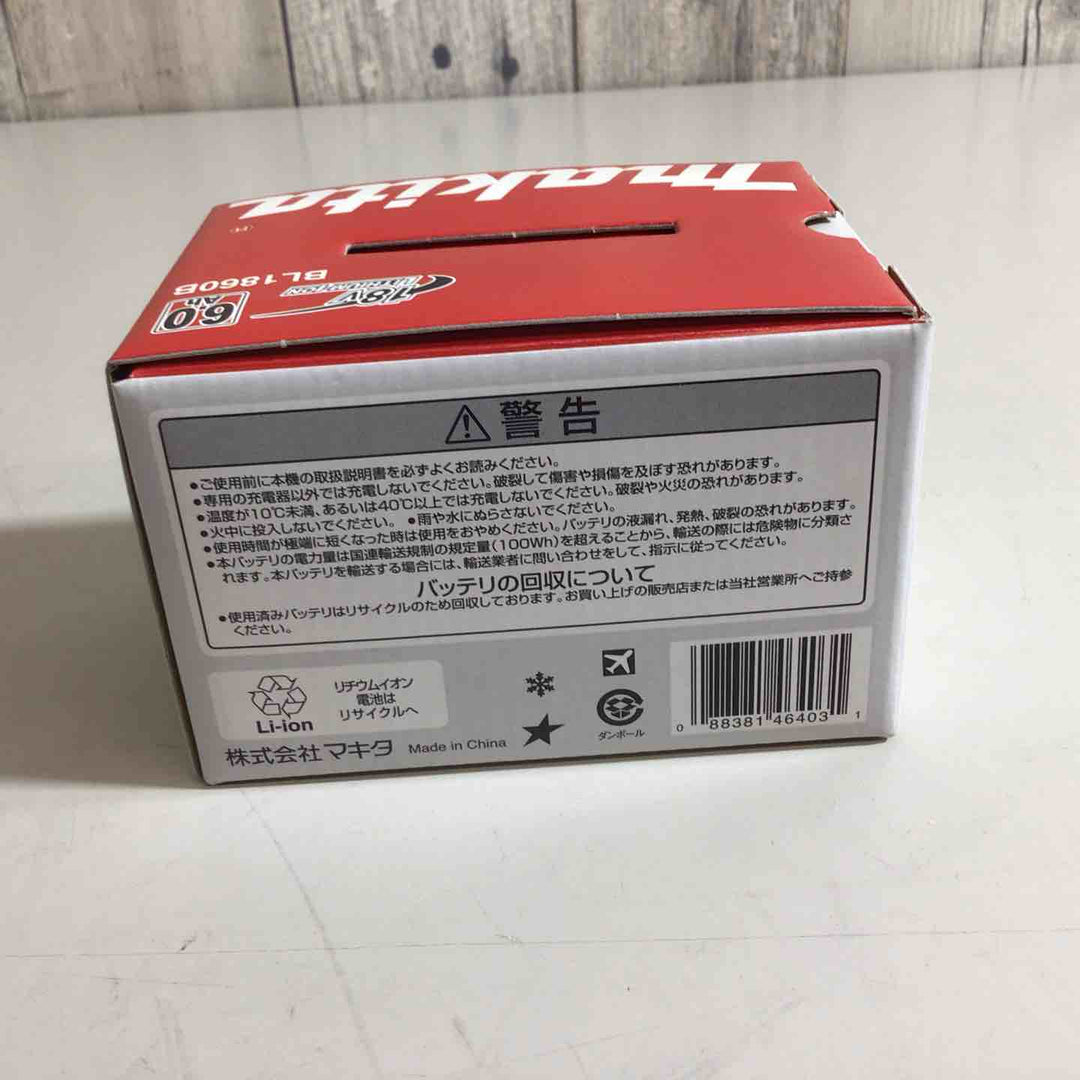 makita
BL1860B
18V
LITHIUM-ION
6.0
Ah
警告
●ご使用前に本機の取扱説明書を必ずよくお読みください。
●専用の充電器以外では充電しないでください。破裂して傷害や損傷を及ぼす恐れがあります。
●温度が10℃未満、あるいは40℃以上では充電しないでください。破裂や火災の恐れがあります。
●火中に投入しないでください。 ●雨や水にぬらさないでください。
●使用時間が極端に短くなった時は使用をおやめください。バッテリの液漏れ、発熱、破裂の恐れがあります。
●本バッテリの電力量は国連輸送規制の規定量(100Wh)を超えることから、輸送の際には危険物に分類さ
れます。本バッテリを輸送する場合には、輸送業者に問い合わせをして、指示に従ってください。
バッテリの回収について
●使用済みバッテリはリサイクルのため回収しております。お買い上げの販売店または当社営業所へご持参
ください。
Li-ion
リチウムイオン
電池は
リサイクルへ
株式会社マキタ
Made in China
ダンボール
0 88381 46403 1